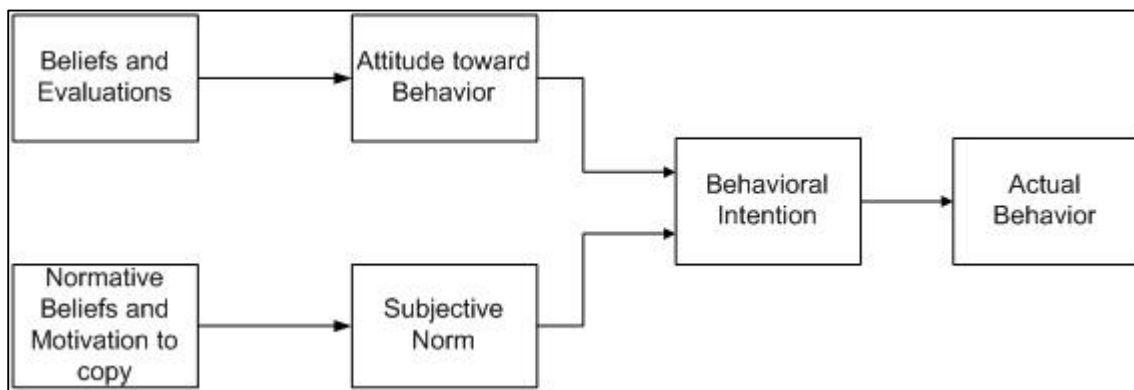 Beliefs and
Evaluations
Attitude toward
Behavior
Behavioral
Intention
Actual
Behavior
Normative
Beliefs and
Motivation to
copy
Subjective
Norm